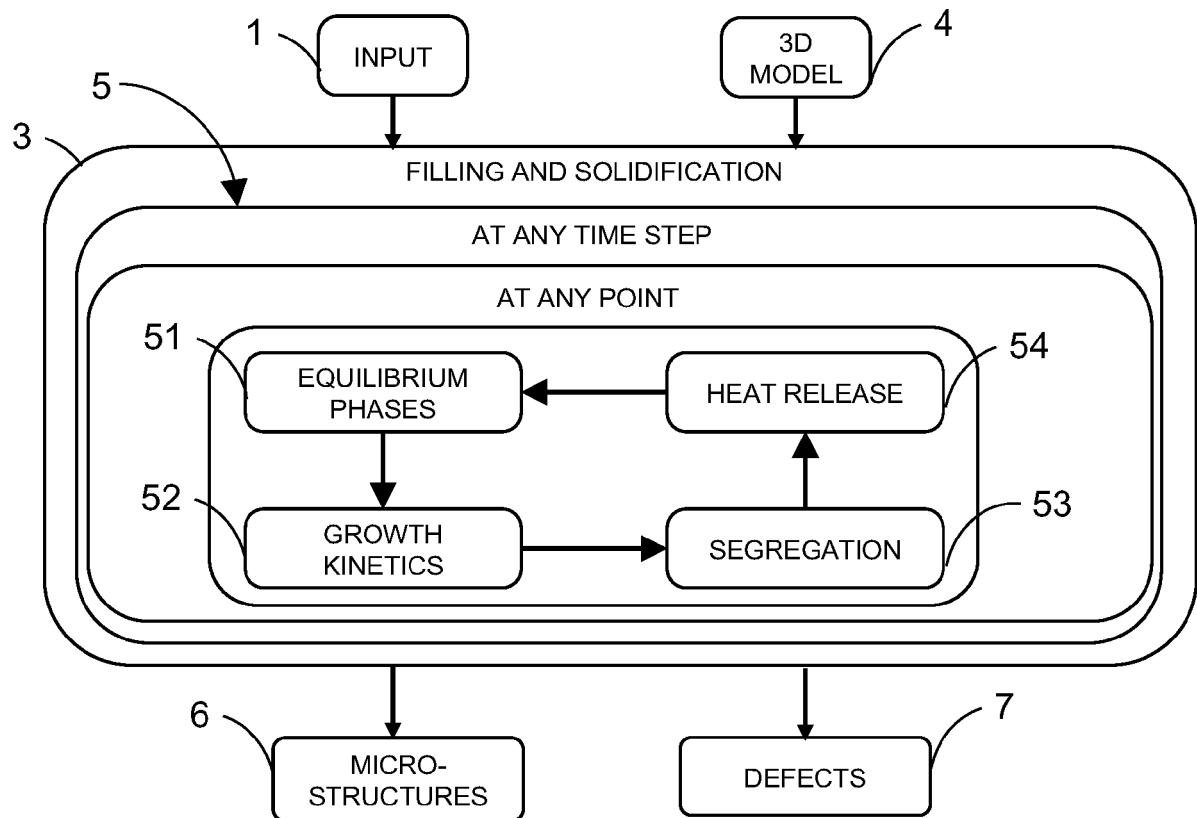 1
INPUT
3D
MODEL
4
5
3
FILLING AND SOLIDIFICATION
AT ANY TIME STEP
AT ANY POINT
51
EQUILIBRIUM
PHASES
HEAT RELEASE
54
52
GROWTH
KINETICS
SEGREGATION
53
6
MICRO-
STRUCTURES
DEFECTS
7